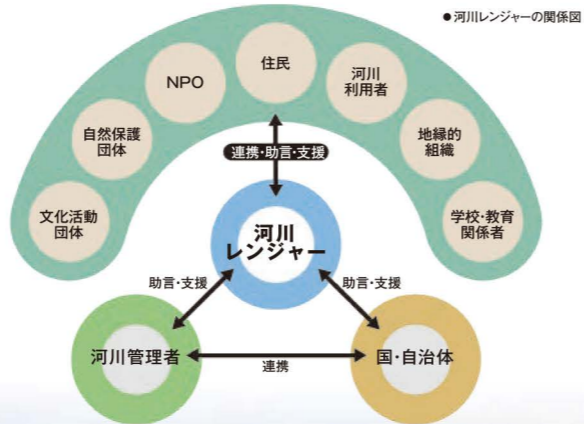 ●河川レンジャーの関係図
住民
NPO
河川
利用者
自然保護
団体
地縁的
組織
連携・助言・支援
文化活動
団体
学校・教育
関係者
河川
レンジャー
助言・支援
助言・支援
河川管理者
国・自治体
連携